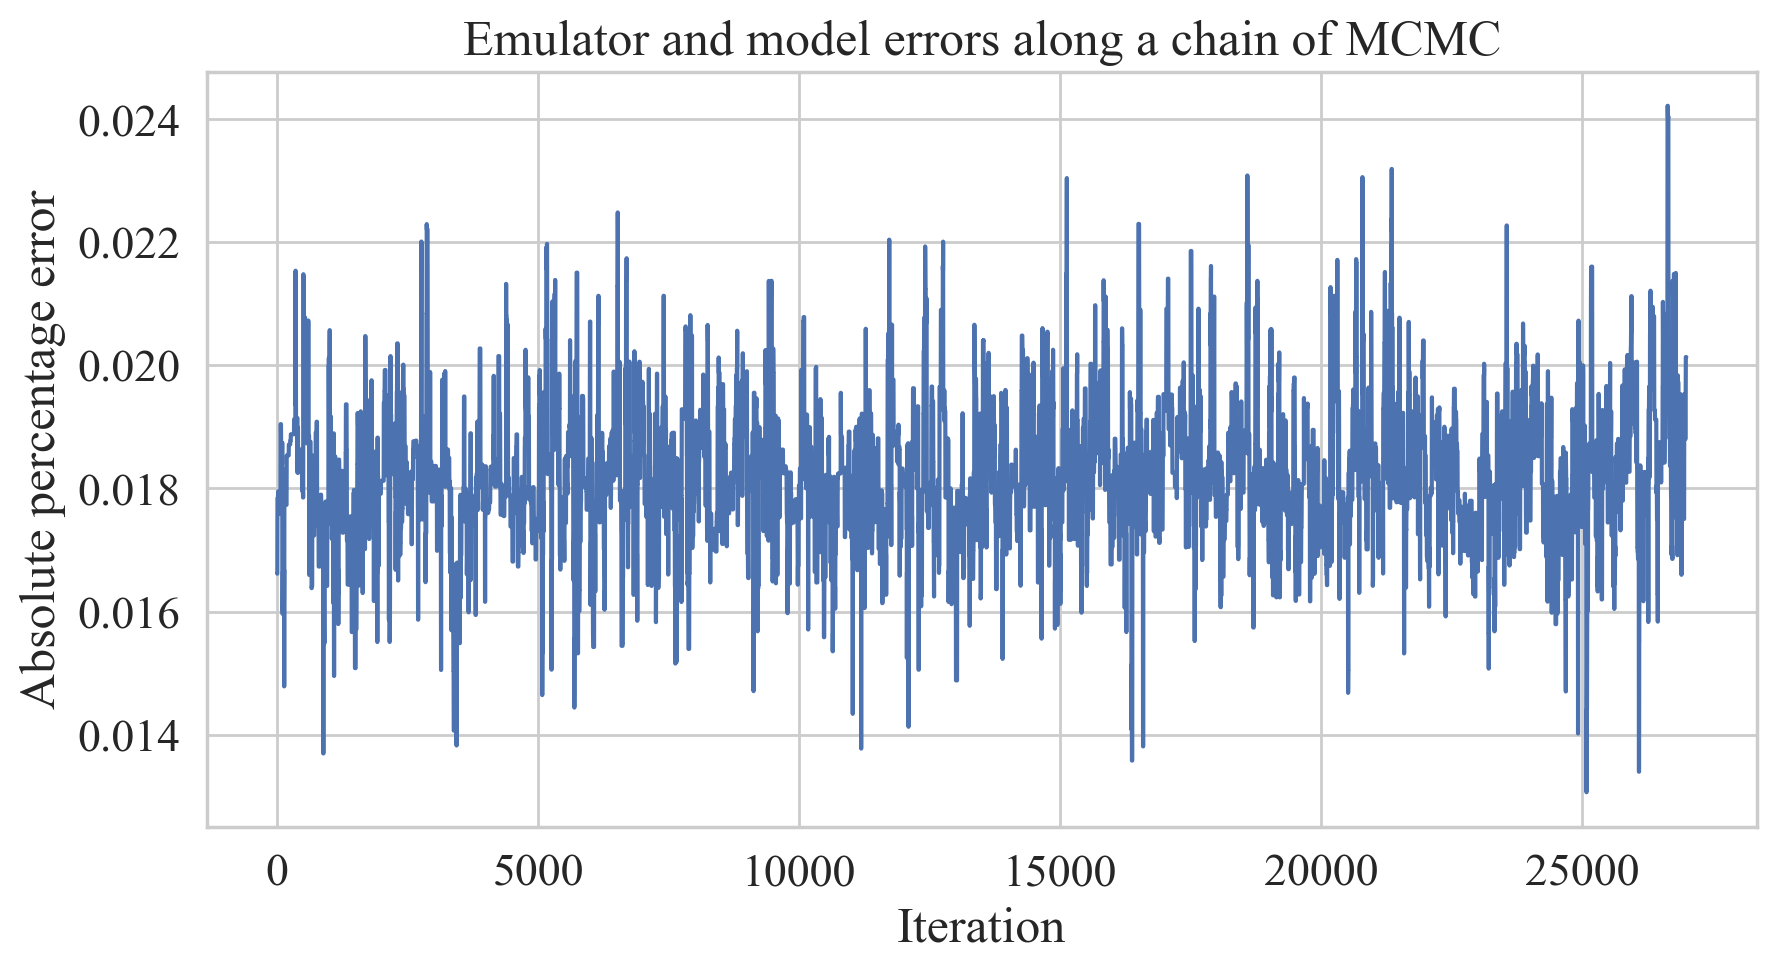 Emulator and model errors along a chain of MCMC
Absolute percentage error
0.024
0.022
0.020
0.018
0.016
0.014
0 5000 10000 15000 20000 25000
Iteration